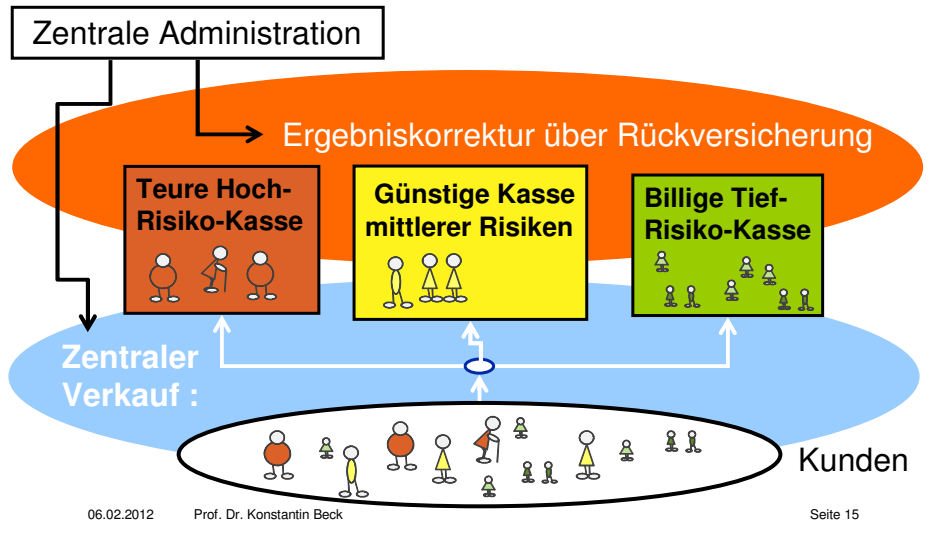 Zentrale Administration
Ergebniskorrektur über Rückversicherung
Teure Hoch-
Risiko-Kasse
Günstige Kasse
mittlerer Risiken
Billige Tief-
Risiko-Kasse
Zentraler
Verkauf :
Kunden
06.02.2012 Prof. Dr. Konstantin Beck Seite 15